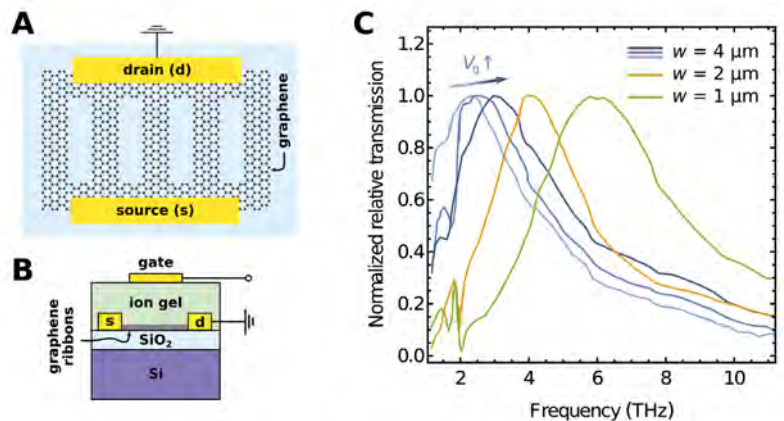 A
drain (d)
graphene
source (s)
B
gate
ion gel
s
d
graphene
ribbons
SiO₂
Si
C
Normalized relative transmission
1.2
1.0
0.8
0.6
0.4
0.2
0.0
V₀ ↑
w = 4 μm
w = 2 μm
w = 1 μm
2 4 6 8 10
Frequency (THz)